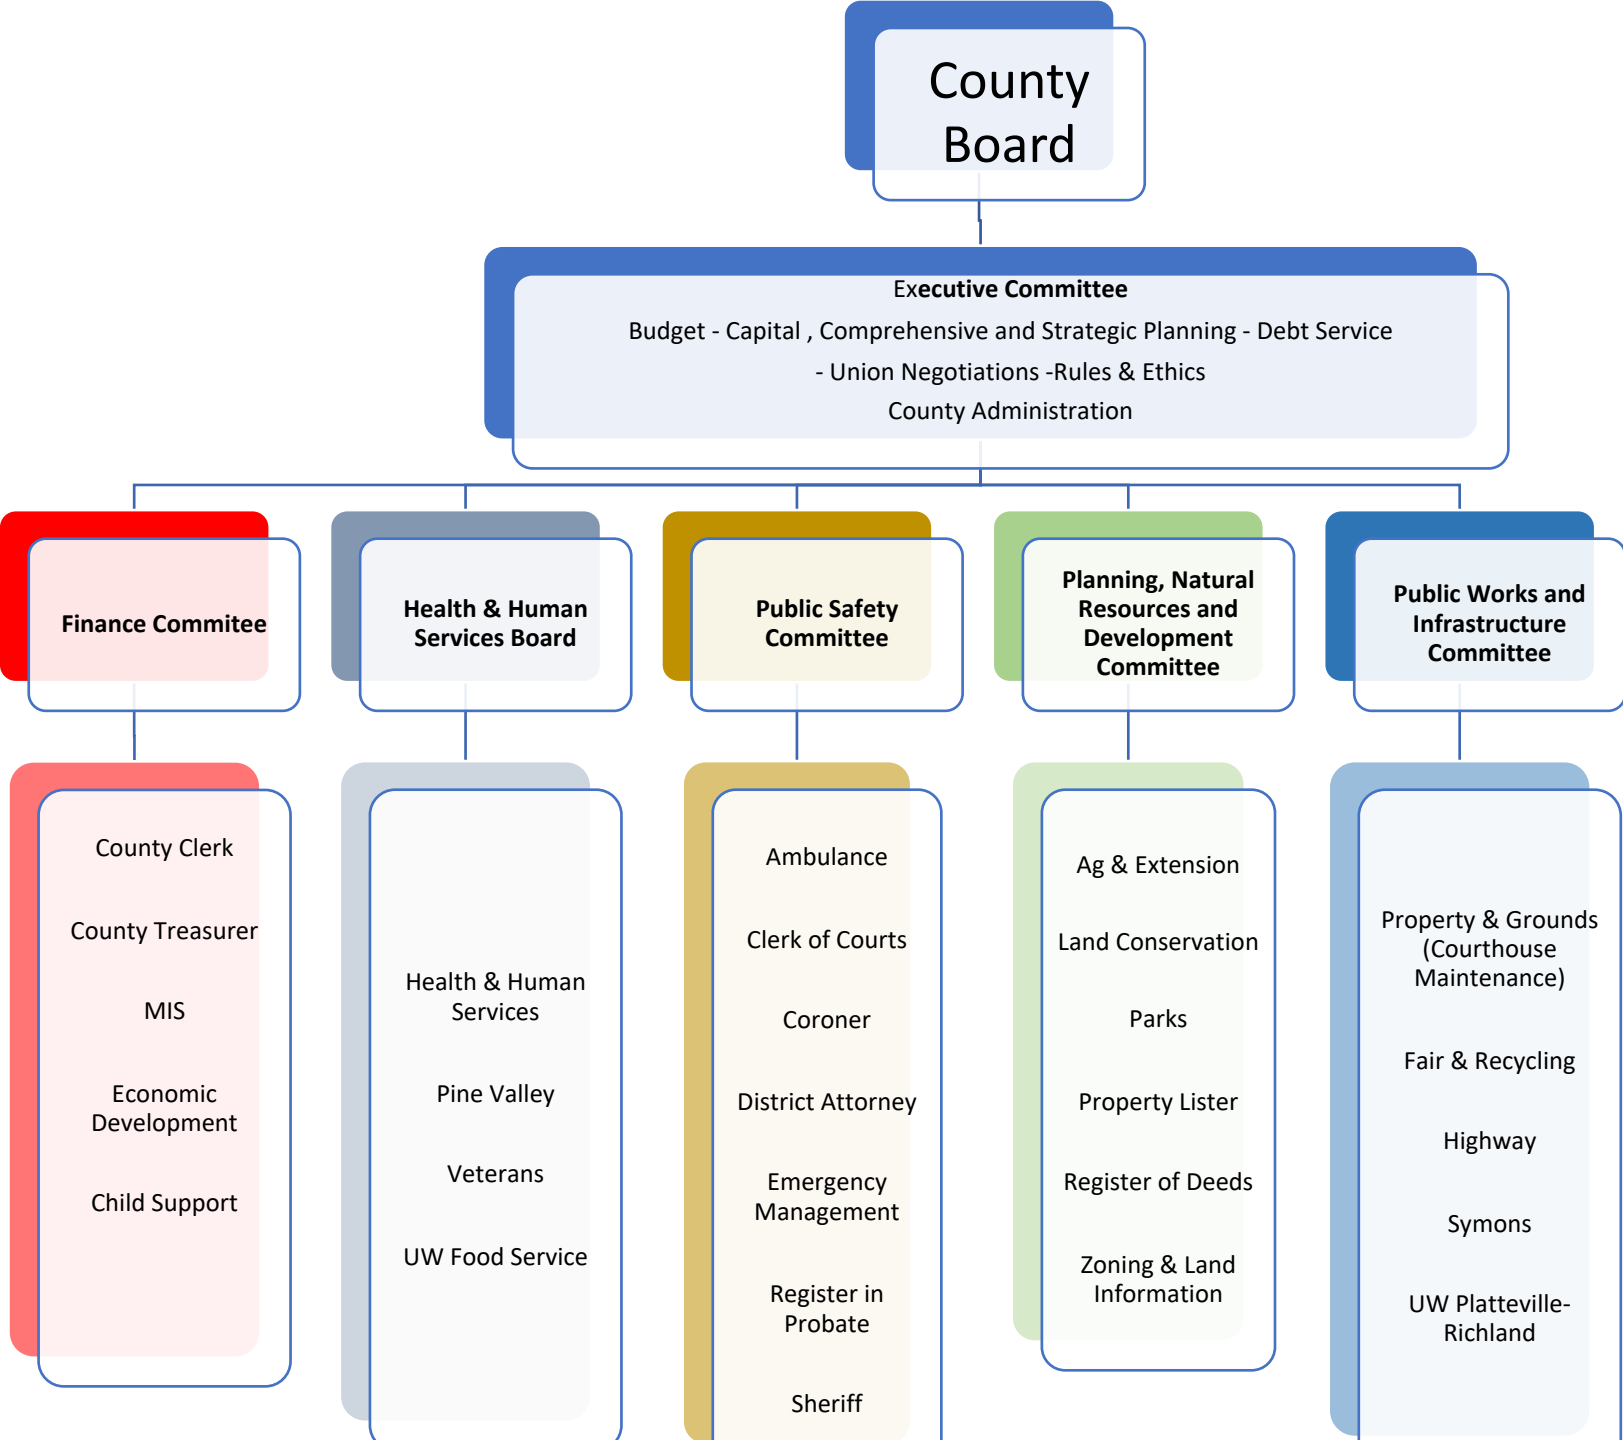 County
Board
Executive Committee
Budget - Capital , Comprehensive and Strategic Planning - Debt Service
- Union Negotiations -Rules & Ethics
County Administration
Finance Commitee
Health & Human
Services Board
Public Safety
Committee
Planning, Natural
Resources and
Development
Committee
Public Works and
Infrastructure
Committee
County Clerk
County Treasurer
MIS
Economic
Development
Child Support
Health & Human
Services
Pine Valley
Veterans
UW Food Service
Ambulance
Clerk of Courts
Coroner
District Attorney
Emergency
Management
Register in
Probate
Sheriff
Ag & Extension
Land Conservation
Parks
Property Lister
Register of Deeds
Zoning & Land
Information
Property & Grounds
(Courthouse
Maintenance)
Fair & Recycling
Highway
Symons
UW Platteville-
Richland